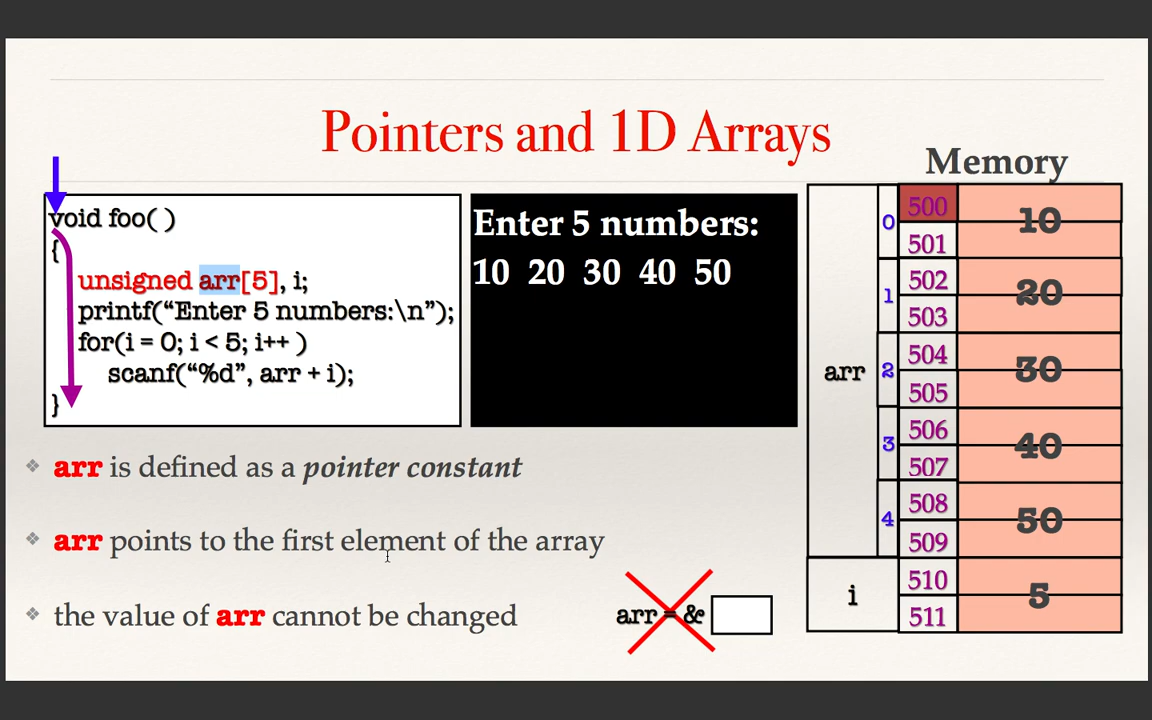 Pointers and 1D Arrays
Memory
void foo( )
{
unsigned arr[5], i;
printf(“Enter 5 numbers:\n”);
for(i = 0; i < 5; i++ )
scanf(“%d”, arr + i);
}
Enter 5 numbers:
10 20 30 40 50
❖ arr is defined as a pointer constant
❖ arr points to the first element of the array
❖ the value of arr cannot be changed
arr = &
arr
0
500
10
501
1
502
20
503
2
504
30
505
3
506
40
507
4
508
50
509
i
510
5
511